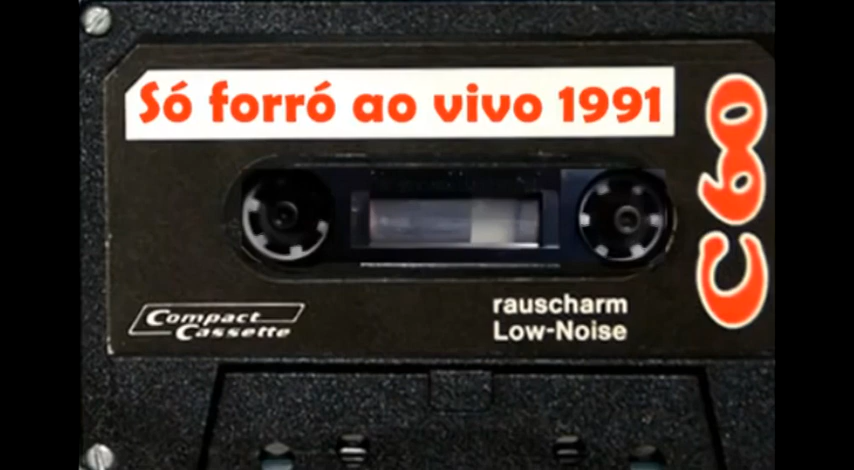 Só forró ao vivo 1991
C60
Compact
Cassette
rauscharm
Low-Noise